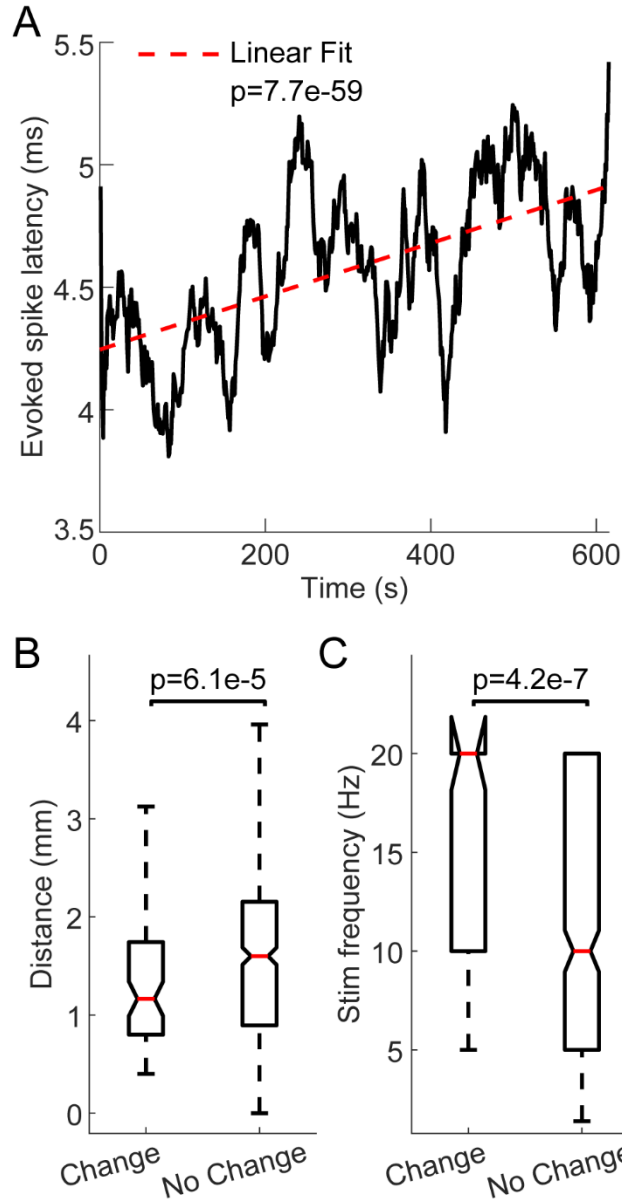 A
5.5
5
4.5
4
3.5
Evoked spike latency (ms)
Linear Fit
p=7.7e-59
0
200
400
600
Time (s)
B
p=6.1e-5
4
3
2
1
0
Distance (mm)
Change
No Change
C
p=4.2e-7
20
15
10
5
Stim frequency (Hz)
Change
No Change